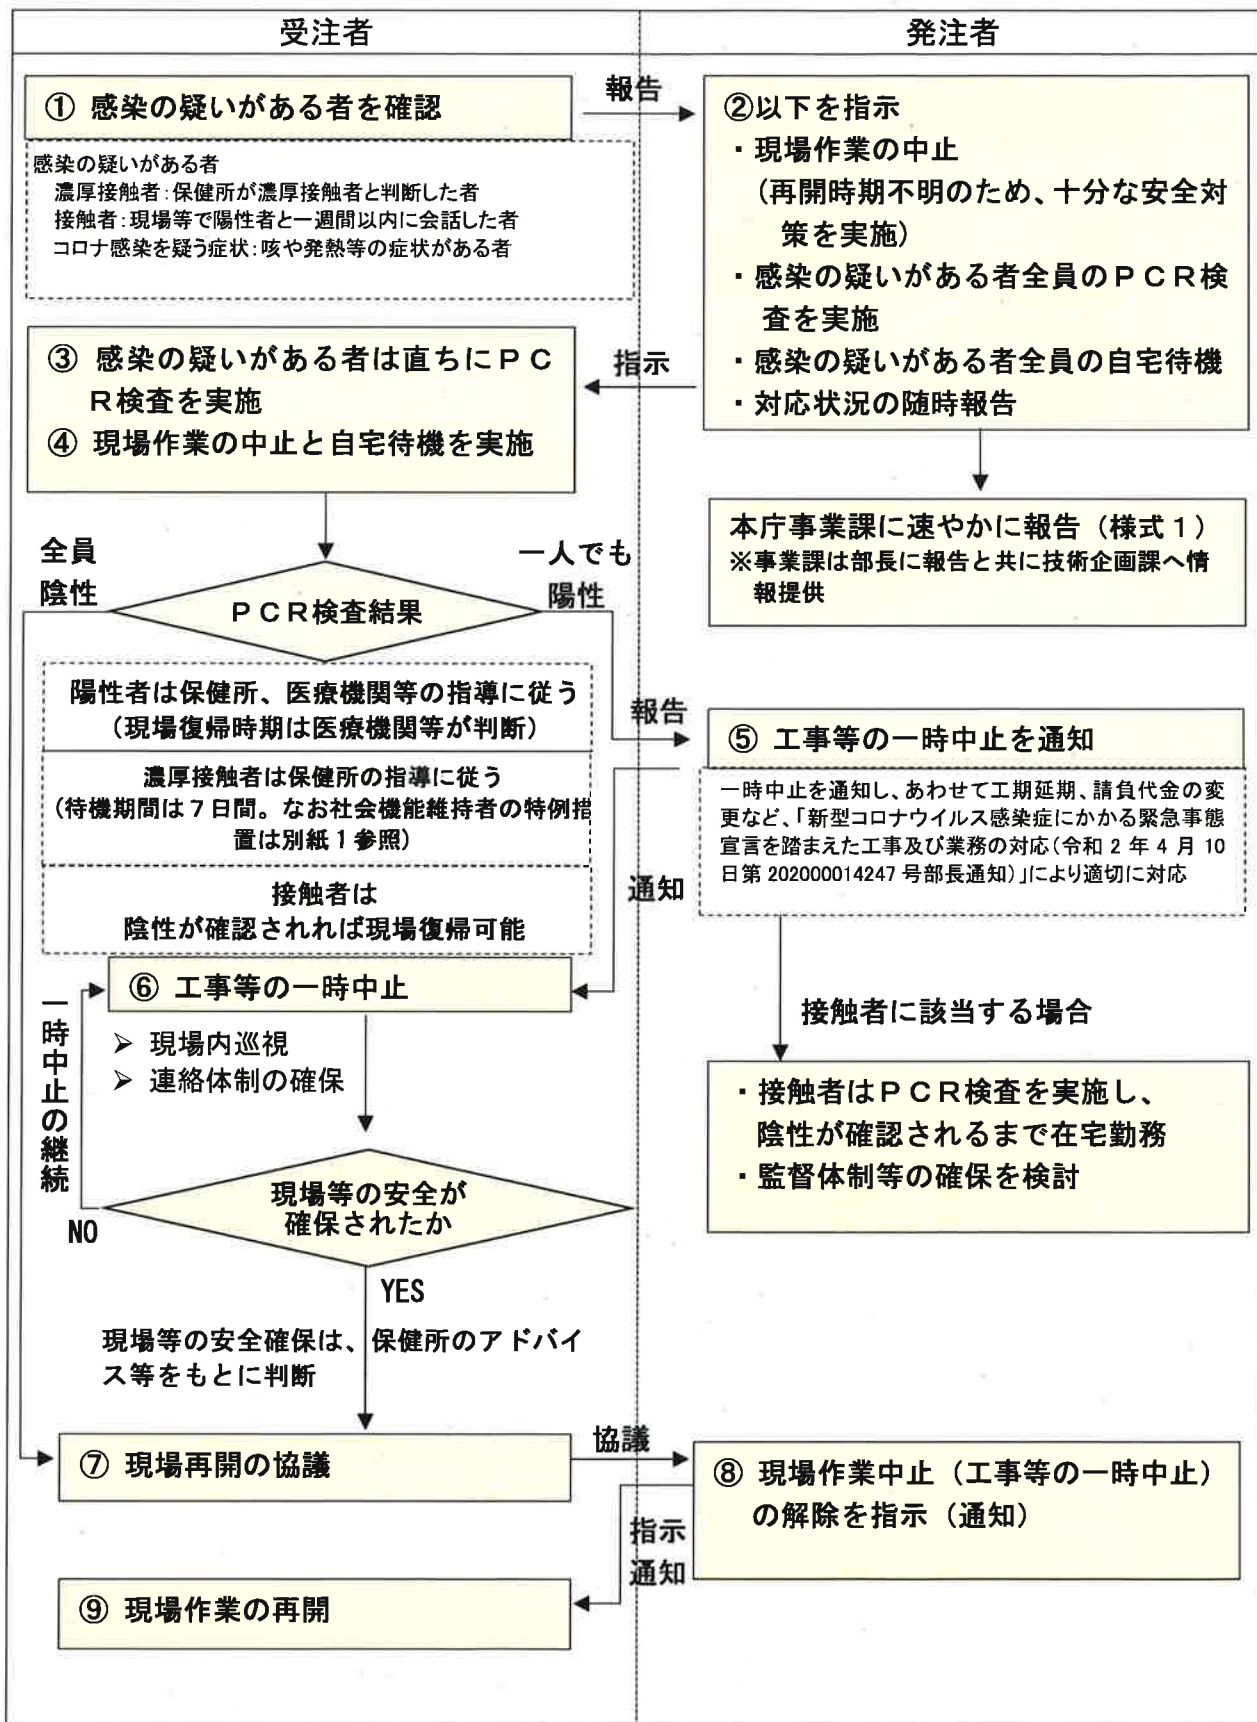 受注者
発注者
① 感染の疑いがある者を確認
報告
感染の疑いがある者
濃厚接触者：保健所が濃厚接触者と判断した者
接触者：現場等で陽性者と一週間以内に会話した者
コロナ感染を疑う症状：咳や発熱等の症状がある者
②以下を指示
・現場作業の中止
(再開時期不明のため、十分な安全対
策を実施)
・感染の疑いがある者全員のＰＣＲ検
査を実施
・感染の疑いがある者全員の自宅待機
・対応状況の随時報告
指示
③ 感染の疑いがある者は直ちにＰＣ
Ｒ検査を実施
④ 現場作業の中止と自宅待機を実施
本庁事業課に速やかに報告（様式１）
※事業課は部長に報告と共に技術企画課へ情
報提供
全員
陰性
一人でも
陽性
ＰＣＲ検査結果
陽性者は保健所、医療機関等の指導に従う
(現場復帰時期は医療機関等が判断)
濃厚接触者は保健所の指導に従う
(待機期間は７日間。なお社会機能維持者の特例措
置は別紙１参照)
接触者は
陰性が確認されれば現場復帰可能
報告
⑤ 工事等の一時中止を通知
一時中止を通知し、あわせて工期延期、請負代金の変
更など、「新型コロナウイルス感染症にかかる緊急事態
宣言を踏まえた工事及び業務の対応(令和 2 年 4 月 10
日第 202000014247 号部長通知)」により適切に対応
通知
⑥ 工事等の一時中止
➢ 現場内巡視
➢ 連絡体制の確保
一時中止の継続
接触者に該当する場合
・接触者はＰＣＲ検査を実施し、
陰性が確認されるまで在宅勤務
・監督体制等の確保を検討
現場等の安全が
確保されたか
NO
YES
現場等の安全確保は、保健所のアドバイ
ス等をもとに判断
⑦ 現場再開の協議
協議
⑧ 現場作業中止（工事等の一時中止）
の解除を指示（通知）
指示
通知
⑨ 現場作業の再開